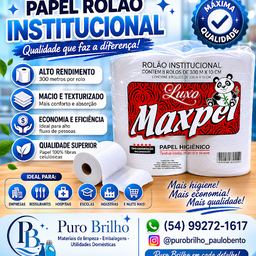 PAPEL ROLÃO
INSTITUCIONAL
Qualidade que faz a diferença!
MÁXIMA
QUALIDADE
ALTO RENDIMENTO
300 metros por rolo
MACIO E TEXTURIZADO
Mais conforto e absorção
ECONOMIA E EFICIÊNCIA
Ideal para alto
fluxo de pessoas
QUALIDADE SUPERIOR
Papel 100% fibras
celulósicas
ROLÃO INSTITUCIONAL
CONTÉM 8 ROLOS DE 300 M X 10 CM
Luxo
Maxpel
PAPEL HIGIÊNICO
IDEAL PARA:
EMPRESAS
RESTAURANTES
HOSPITAIS
ESCOLAS
INDÚSTRIAS
E MUITO MAIS
Mais higiene!
Mais economia!
Mais qualidade!
PB
Puro Brilho
Materiais de limpeza - Embalagens -
Utilidades Domésticas
(54) 99272-1617
@purobrilho_paulobento
Puro Brilho em cada detalhe!